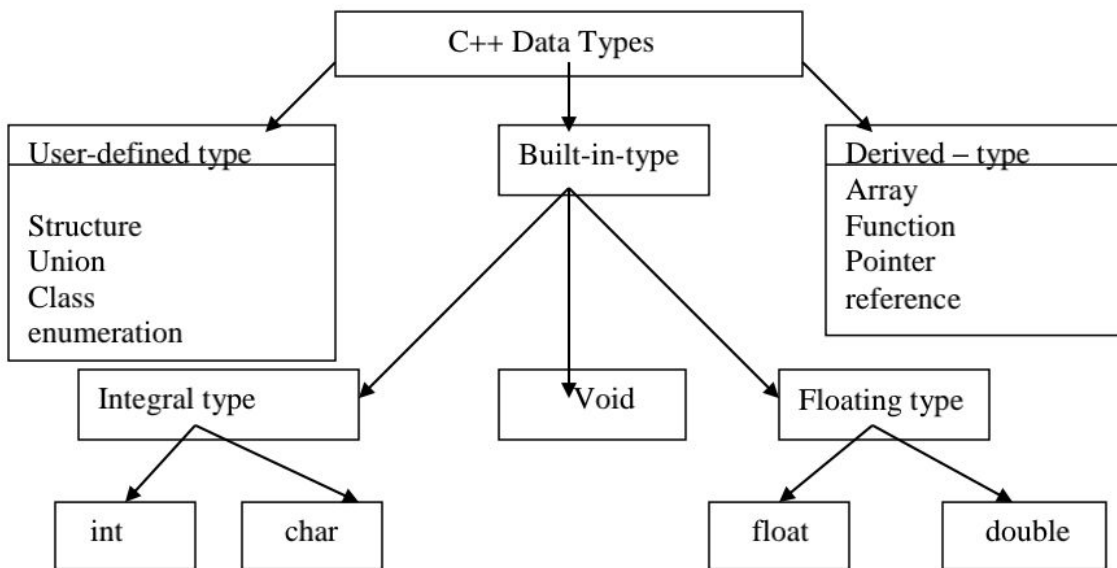 C++ Data Types
User-defined type
Structure
Union
Class
enumeration
Built-in-type
Derived – type
Array
Function
Pointer
reference
Integral type
Void
Floating type
int
char
float
double